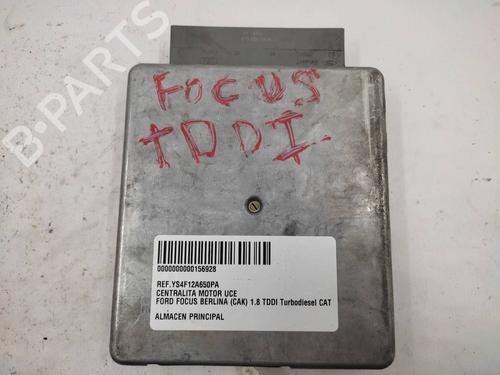 FOCUS
TDDI
0000000000156928
REF.YS4F12A650PA
CENTRALITA MOTOR UCE
FORD FOCUS BERLINA (CAK) 1.8 TDDI Turbodiesel CAT
ALMACEN PRINCIPAL
B-PARTS